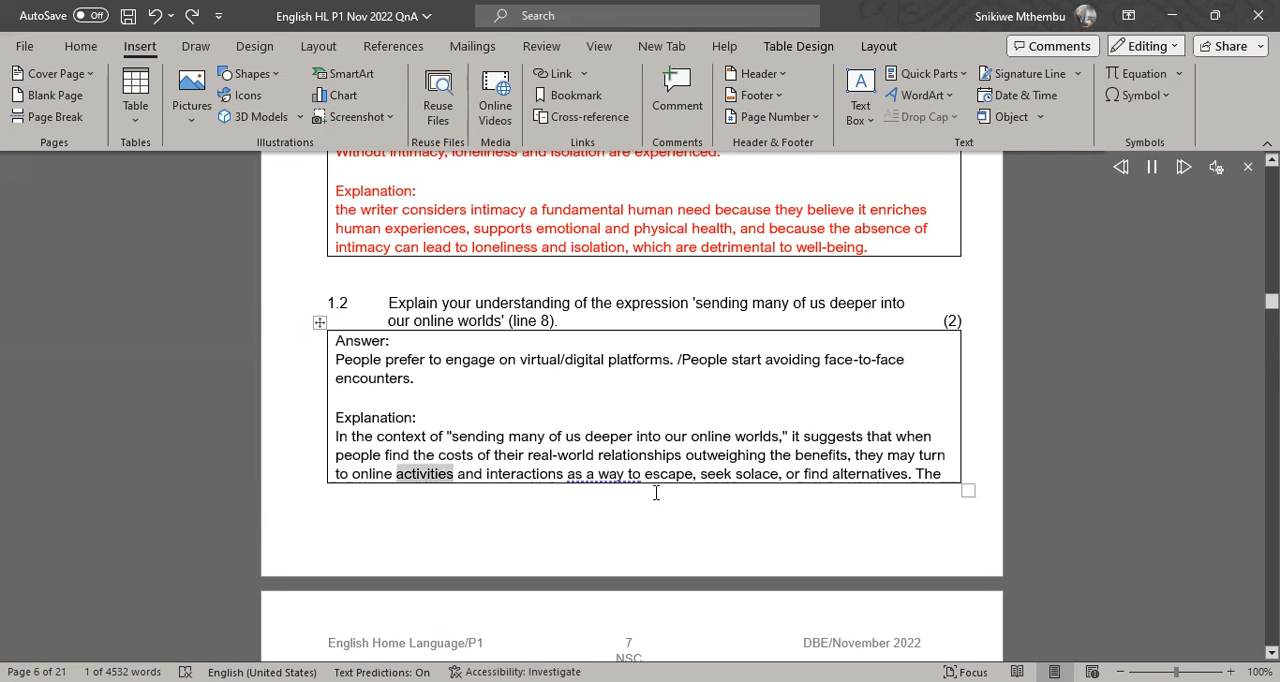 AutoSave Off English HL P1 Nov 2022 QnA Search Snikiwe Mthembu
File Home Insert Draw Design Layout References Mailings Review View New Tab Help Table Design Layout Comments Editing Share
Cover Page
Blank Page
Page Break
Pages
Table
Tables
Pictures
Shapes
Icons
3D Models
SmartArt
Chart
Screenshot
Illustrations
Reuse
Files
Reuse Files
Online
Videos
Media
Link
Bookmark
Cross-reference
Links
Comment
Comments
Header
Footer
Page Number
Header & Footer
Text
Box
Quick Parts
WordArt
Drop Cap
Signature Line
Date & Time
Object
Text
Equation
Symbol
Symbols
Without intimacy, loneliness and isolation are experienced.
Explanation:
the writer considers intimacy a fundamental human need because they believe it enriches
human experiences, supports emotional and physical health, and because the absence of
intimacy can lead to loneliness and isolation, which are detrimental to well-being.
1.2 Explain your understanding of the expression 'sending many of us deeper into
our online worlds' (line 8). (2)
Answer:
People prefer to engage on virtual/digital platforms. /People start avoiding face-to-face
encounters.
Explanation:
In the context of "sending many of us deeper into our online worlds," it suggests that when
people find the costs of their real-world relationships outweighing the benefits, they may turn
to online activities and interactions as a way to escape, seek solace, or find alternatives. The
English Home Language/P1 7 DBE/November 2022
NSC
Page 6 of 21 1 of 4532 words English (United States) Text Predictions: On Accessibility: Investigate Focus 100%